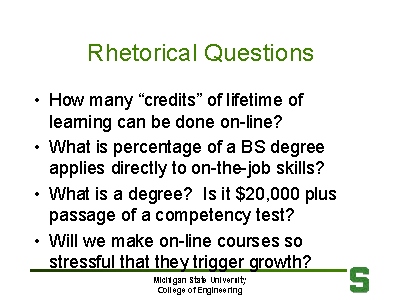 Rhetorical Questions
• How many “credits” of lifetime of
learning can be done on-line?
• What is percentage of a BS degree
applies directly to on-the-job skills?
• What is a degree?  Is it $20,000 plus
passage of a competency test?
• Will we make on-line courses so
stressful that they trigger growth?
Michigan State University
College of Engineering
S